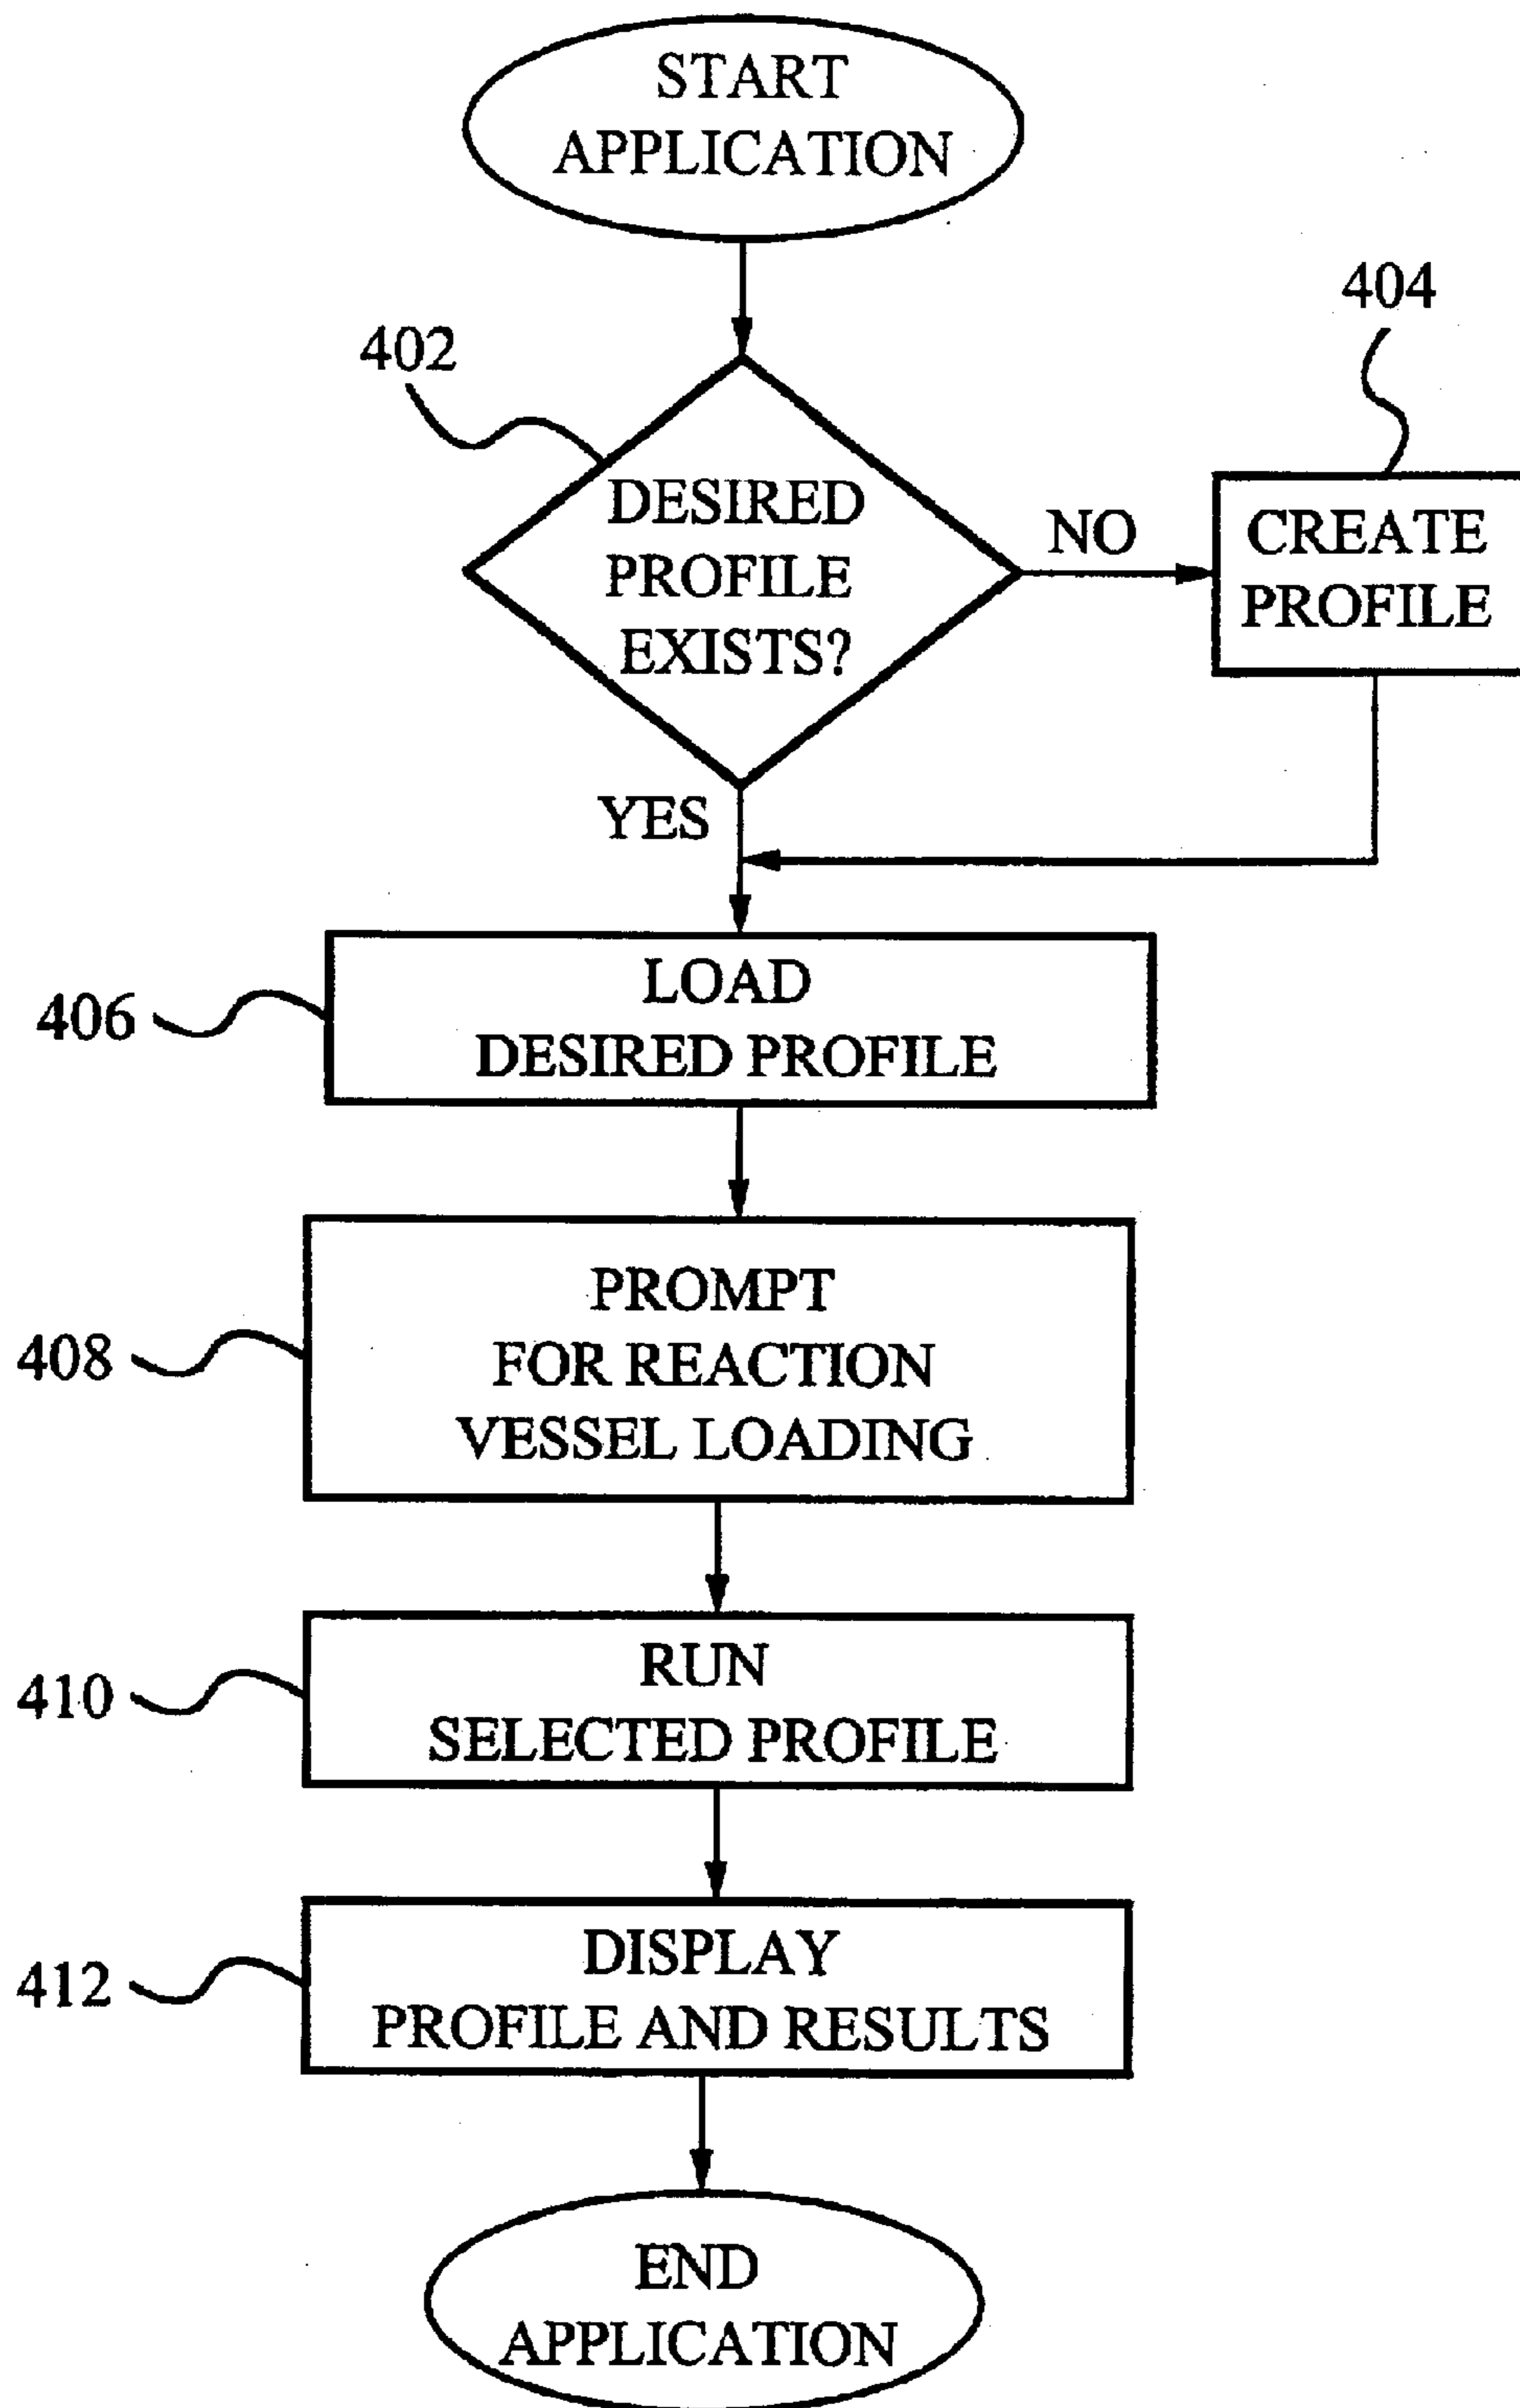 START
APPLICATION
404
402
DESIRED
PROFILE
EXISTS?
NO
CREATE
PROFILE
YES
406
LOAD
DESIRED PROFILE
408
PROMPT
FOR REACTION
VESSEL LOADING
410
RUN
SELECTED PROFILE
412
DISPLAY
PROFILE AND RESULTS
END
APPLICATION